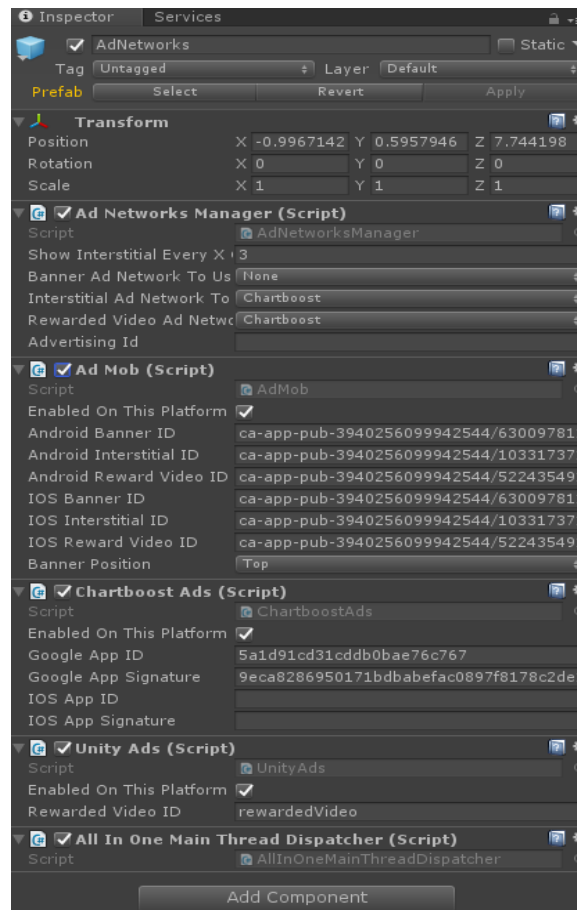 Inspector Services
AdNetworks Static
Tag Untagged Layer Default
Prefab Select Revert Apply
Transform
Position X -0.9967142 Y 0.5957946 Z 7.744198
Rotation X 0 Y 0 Z 0
Scale X 1 Y 1 Z 1
Ad Networks Manager (Script)
Script AdNetworksManager
Show Interstitial Every X 3
Banner Ad Network To Us None
Interstitial Ad Network To Chartboost
Rewarded Video Ad Netwo Chartboost
Advertising Id
Ad Mob (Script)
Script AdMob
Enabled On This Platform
Android Banner ID ca-app-pub-3940256099942544/63009781
Android Interstitial ID ca-app-pub-3940256099942544/10331737
Android Reward Video ID ca-app-pub-3940256099942544/52243549
IOS Banner ID ca-app-pub-3940256099942544/63009781
IOS Interstitial ID ca-app-pub-3940256099942544/10331737
IOS Reward Video ID ca-app-pub-3940256099942544/52243549
Banner Position Top
Chartboost Ads (Script)
Script ChartboostAds
Enabled On This Platform
Google App ID 5a1d91cd31cddb0bae76c767
Google App Signature 9eca8286950171bdbabefac0897f8178c2de
IOS App ID
IOS App Signature
Unity Ads (Script)
Script UnityAds
Enabled On This Platform
Rewarded Video ID rewardedVideo
All In One Main Thread Dispatcher (Script)
Script AllInOneMainThreadDispatcher
Add Component